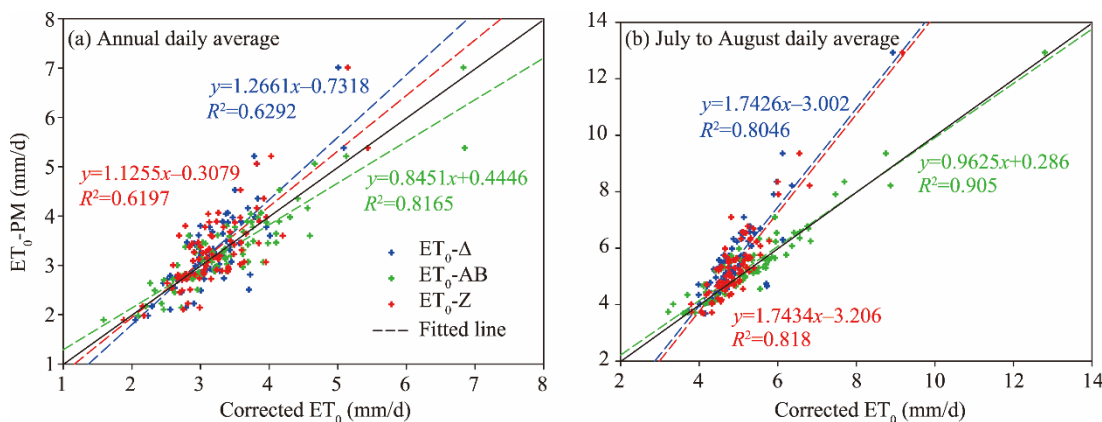 (a) Annual daily average
y=1.2661x–0.7318
R²=0.6292
y=1.1255x–0.3079
R²=0.6197
y=0.8451x+0.4446
R²=0.8165
ET₀-Δ
ET₀-AB
ET₀-Z
Fitted line
ET₀-PM (mm/d)
8
7
6
5
4
3
2
1
1 2 3 4 5 6 7 8
Corrected ET₀ (mm/d)
(b) July to August daily average
y=1.7426x–3.002
R²=0.8046
y=0.9625x+0.286
R²=0.905
y=1.7434x–3.206
R²=0.818
14
12
10
8
6
4
2
2 4 6 8 10 12 14
Corrected ET₀ (mm/d)